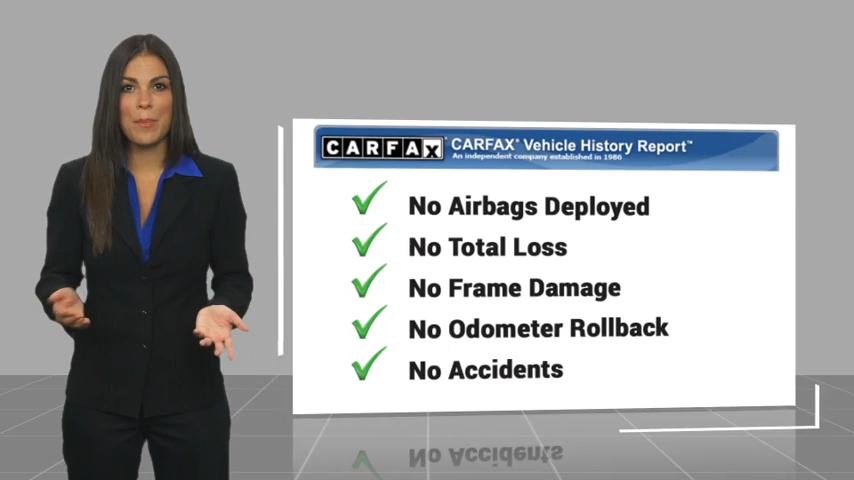 CARFAX CARFAX® Vehicle History Report™
An independent company established in 1986
No Airbags Deployed
No Total Loss
No Frame Damage
No Odometer Rollback
No Accidents
No Accidents